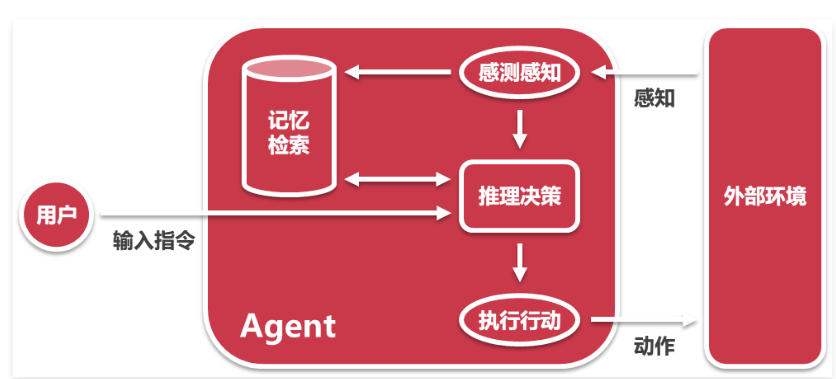 感测感知
感知
记忆
检索
推理决策
外部环境
用户
输入指令
Agent
执行行动
动作